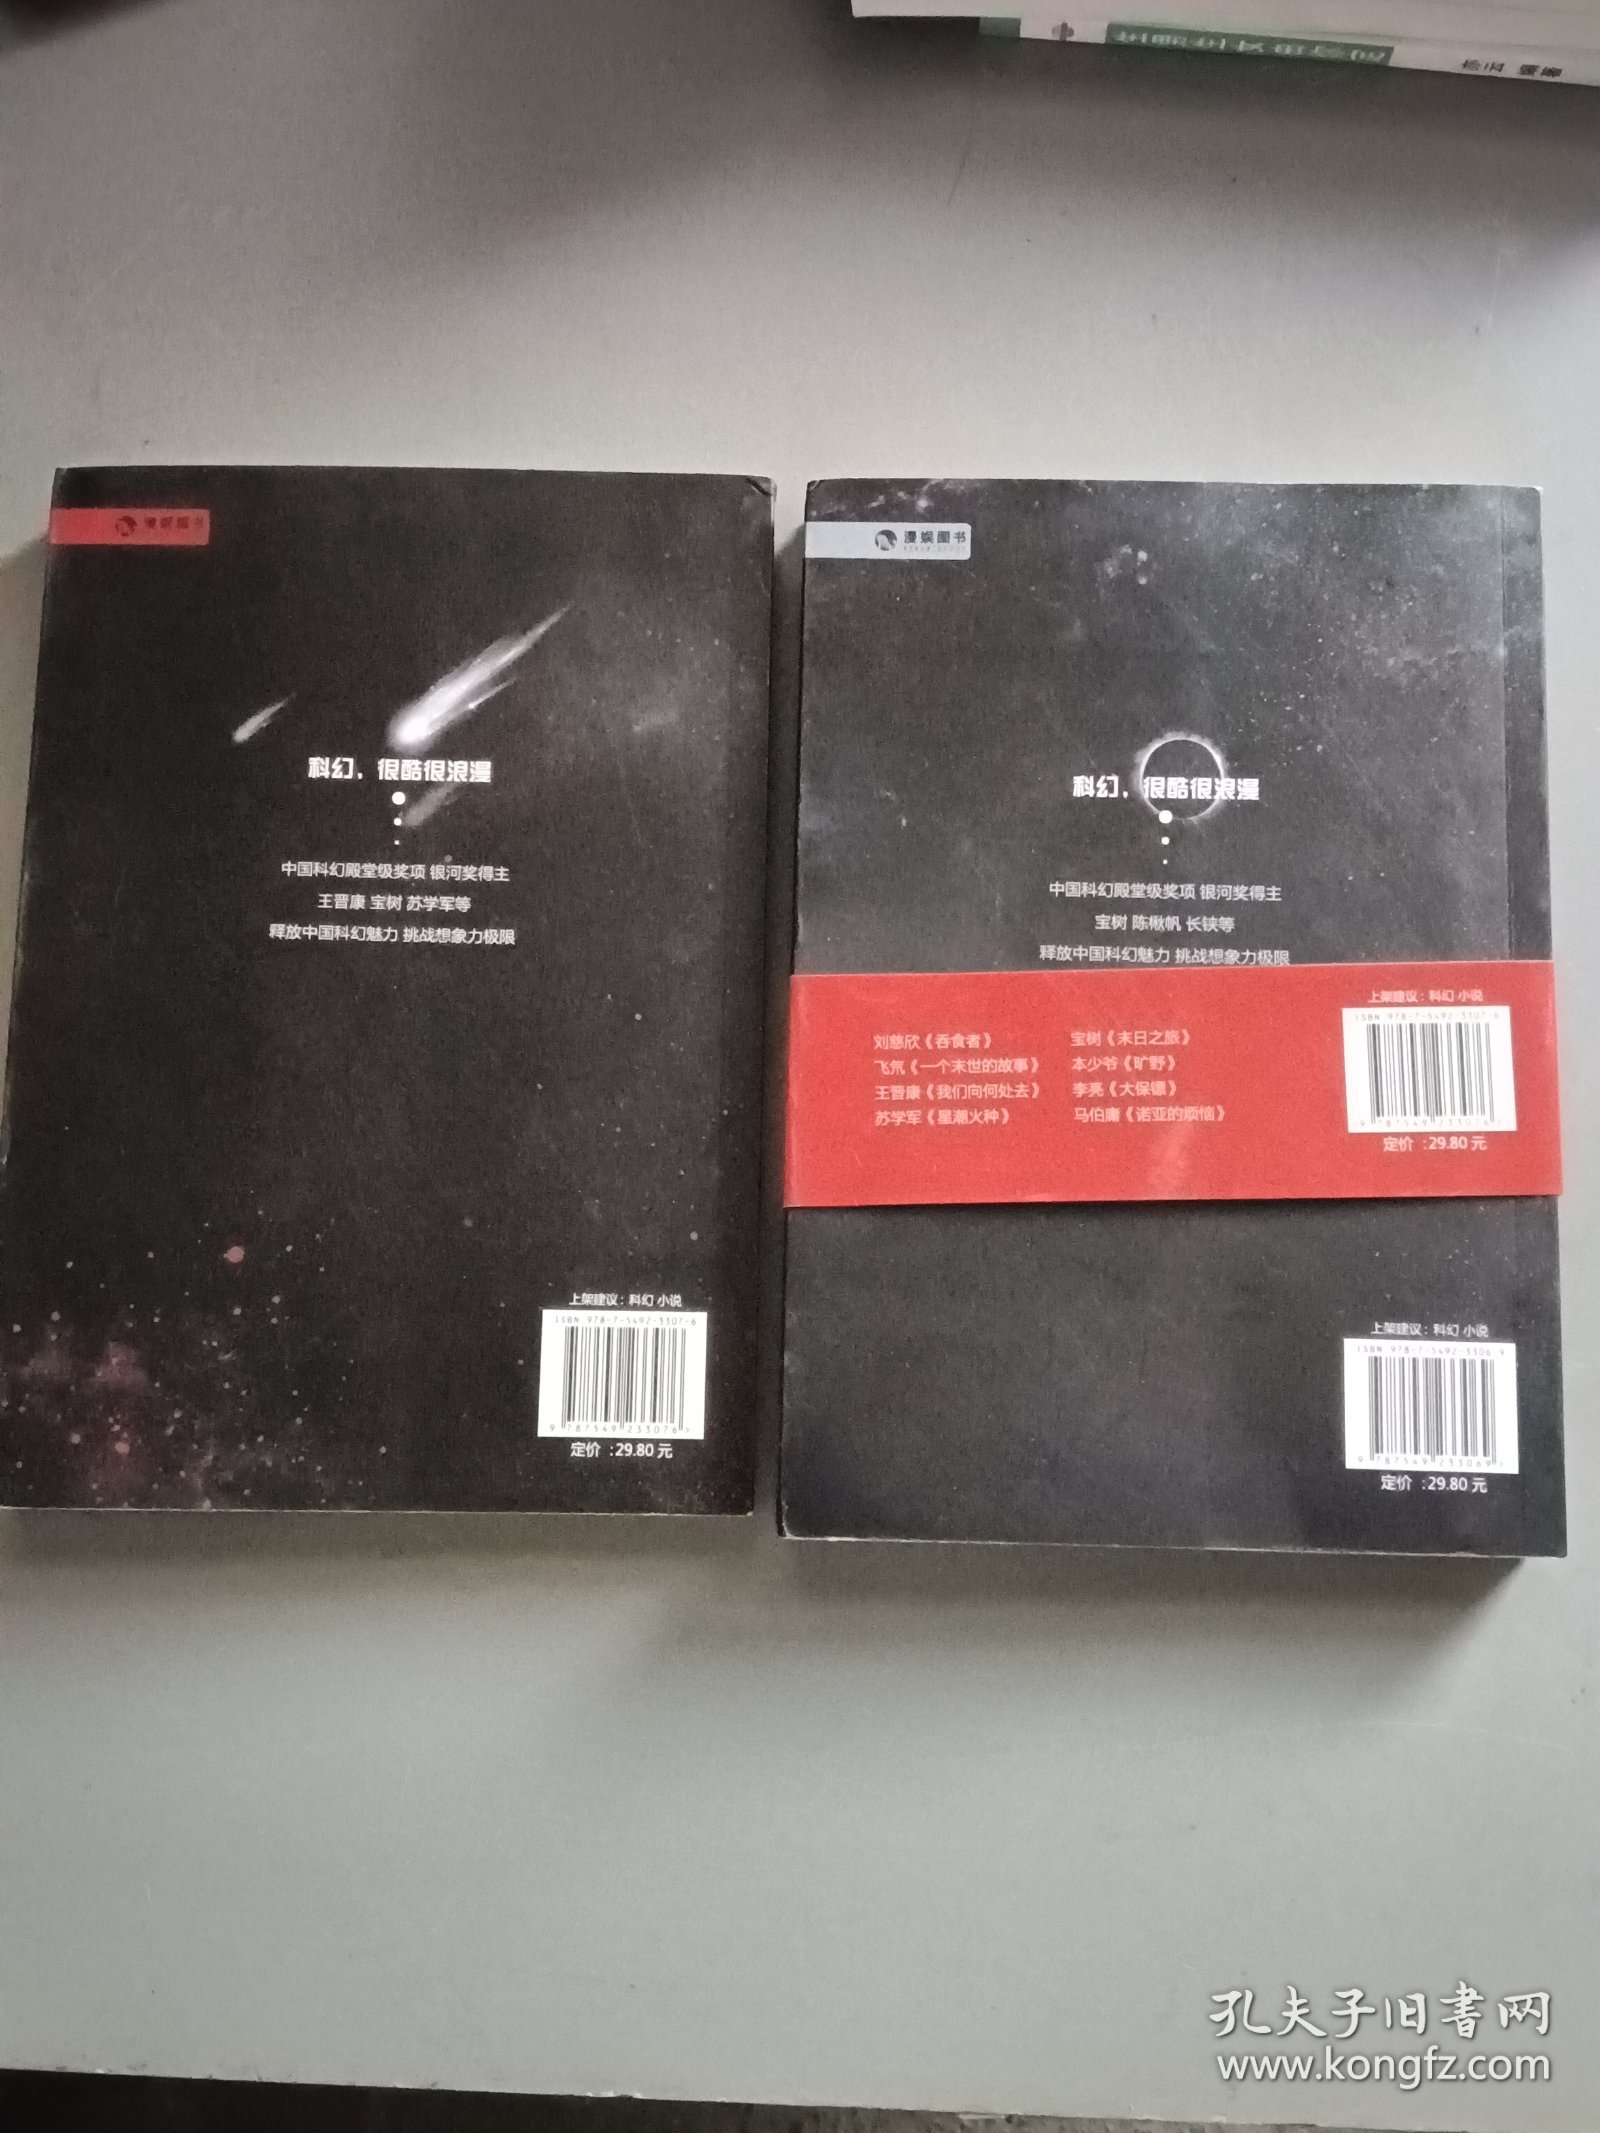 漫娱图书
科幻，很酷很浪漫
中国科幻殿堂级奖项 银河奖得主
王晋康 宝树 苏学军等
释放中国科幻魅力 挑战想象力极限
上架建议：科幻 小说
ISBN 978-7-5492-3307-6
9 787549 233076>
定价 :29.80 元
漫娱图书
科幻，很酷很浪漫
中国科幻殿堂级奖项 银河奖得主
宝树 陈楸帆 长铗等
释放中国科幻魅力 挑战想象力极限
刘慈欣《吞食者》 宝树《末日之旅》
飞氘《一个末世的故事》 本少爷《旷野》
王晋康《我们向何处去》 李亮《大保镖》
苏学军《星潮火种》 马伯庸《诺亚的烦恼》
上架建议：科幻 小说
ISBN 978-7-5492-3307-6
9 787549 233076>
定价 :29.80 元
上架建议：科幻 小说
ISBN 978-7-5492-3306-9
9 787549 233069>
定价 :29.80 元
孔夫子旧书网
www.kongfz.com